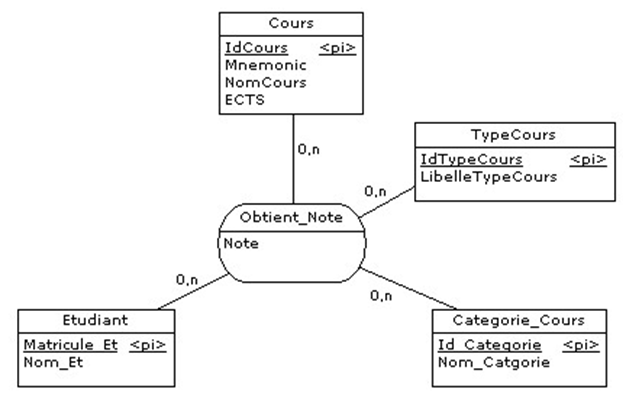 Cours
IdCours <pi>
Mnemonic
NomCours
ECTS
0,n
TypeCours
IdTypeCours <pi>
LibelleTypeCours
0,n
Obtient_Note
Note
0,n
0,n
Etudiant
Matricule_Et <pi>
Nom_Et
Categorie_Cours
Id_Categorie <pi>
Nom_Catgorie